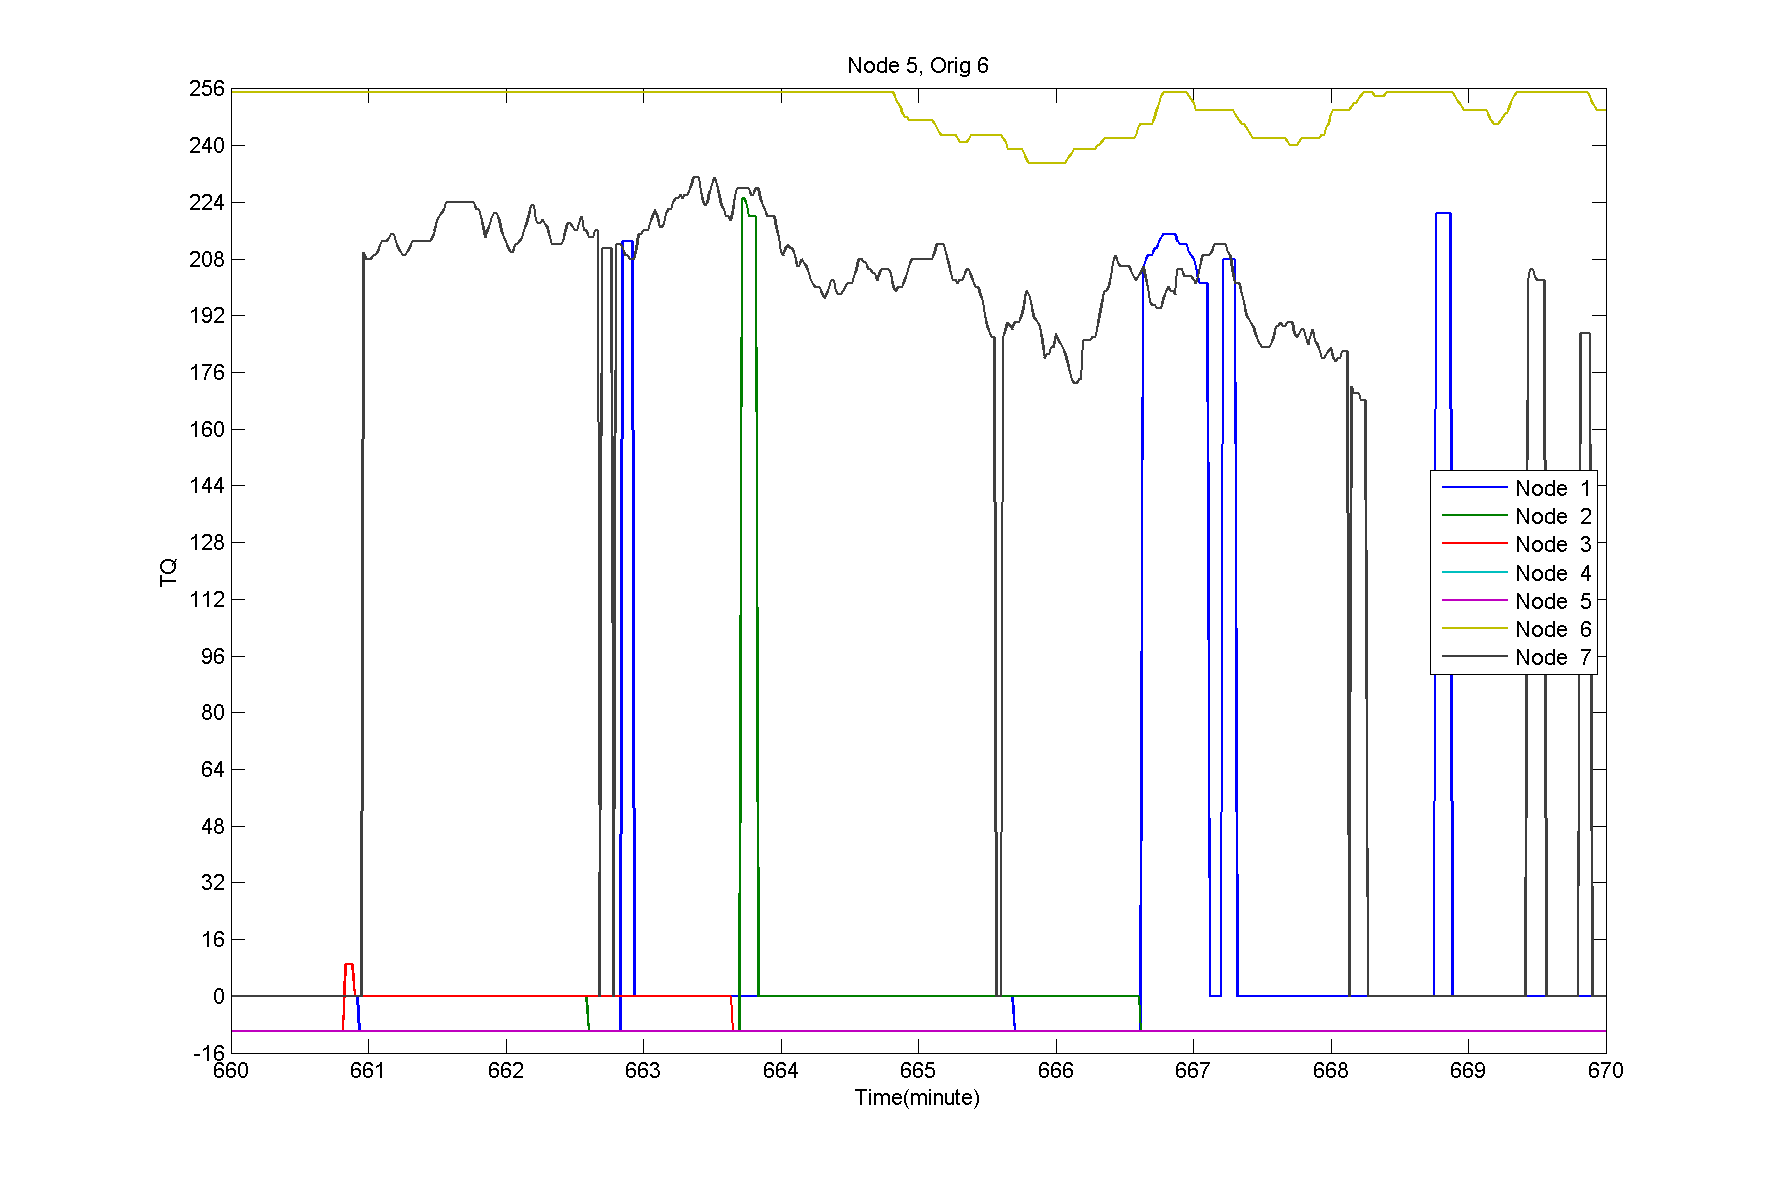 Node 5, Orig 6
256
240
224
208
192
176
160
144
128
112
96
80
64
48
32
16
0
-16
TQ
Node 1
Node 2
Node 3
Node 4
Node 5
Node 6
Node 7
660 661 662 663 664 665 666 667 668 669 670
Time(minute)